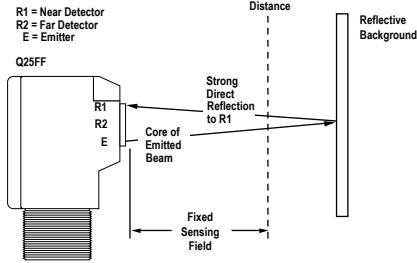 R1 = Near Detector
R2 = Far Detector
E = Emitter
Q25FF
Distance
Reflective
Background
R1
R2
E
Strong
Direct
Reflection
to R1
Core of
Emitted
Beam
Fixed
Sensing
Field